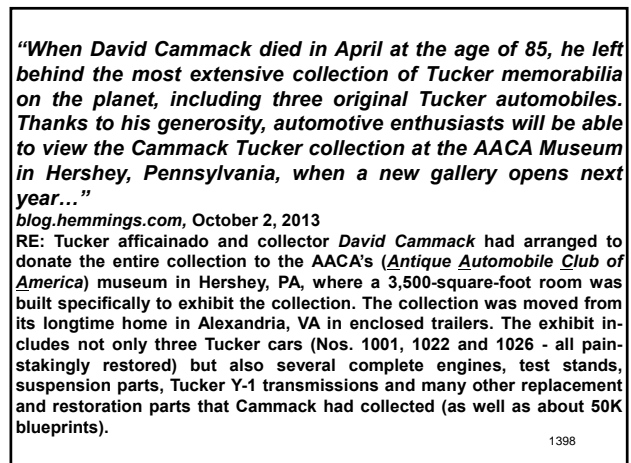 “When David Cammack died in April at the age of 85, he left
behind the most extensive collection of Tucker memorabilia
on the planet, including three original Tucker automobiles.
Thanks to his generosity, automotive enthusiasts will be able
to view the Cammack Tucker collection at the AACA Museum
in Hershey, Pennsylvania, when a new gallery opens next
year…”
blog.hemmings.com, October 2, 2013
RE: Tucker afficainado and collector David Cammack had arranged to
donate the entire collection to the AACA’s (Antique Automobile Club of
America) museum in Hershey, PA, where a 3,500-square-foot room was
built specifically to exhibit the collection. The collection was moved from
its longtime home in Alexandria, VA in enclosed trailers. The exhibit in-
cludes not only three Tucker cars (Nos. 1001, 1022 and 1026 - all pain-
stakingly restored) but also several complete engines, test stands,
suspension parts, Tucker Y-1 transmissions and many other replacement
and restoration parts that Cammack had collected (as well as about 50K
blueprints).
1398